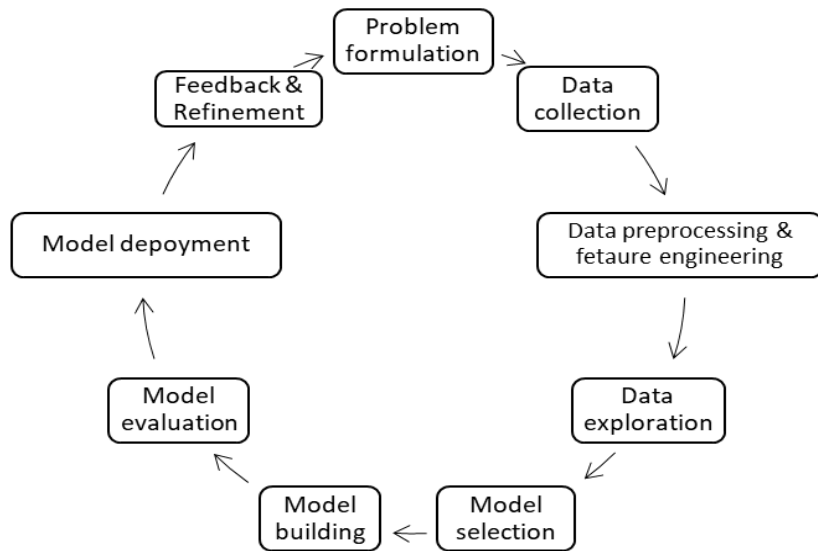 Problem
formulation
Data
collection
Data preprocessing &
fetaure engineering
Data
exploration
Model
selection
Model
building
Model
evaluation
Model depoyment
Feedback &
Refinement